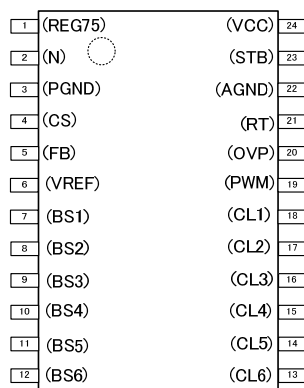 1 (REG75) (VCC) 24
2 (N) (STB) 23
3 (PGND) (AGND) 22
4 (CS) (RT) 21
5 (FB) (OVP) 20
6 (VREF) (PWM) 19
7 (BS1) (CL1) 18
8 (BS2) (CL2) 17
9 (BS3) (CL3) 16
10 (BS4) (CL4) 15
11 (BS5) (CL5) 14
12 (BS6) (CL6) 13